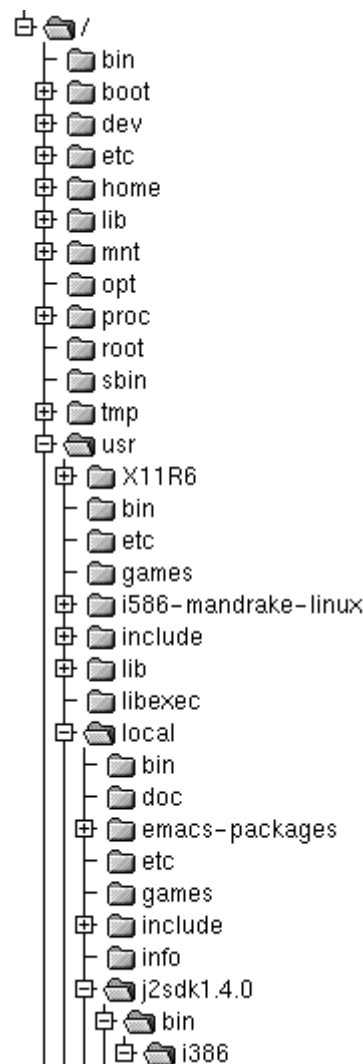 /
bin
boot
dev
etc
home
lib
mnt
opt
proc
root
sbin
tmp
usr
X11R6
bin
etc
games
i586-mandrake-linux
include
lib
libexec
local
bin
doc
emacs-packages
etc
games
include
info
j2sdk1.4.0
bin
i386